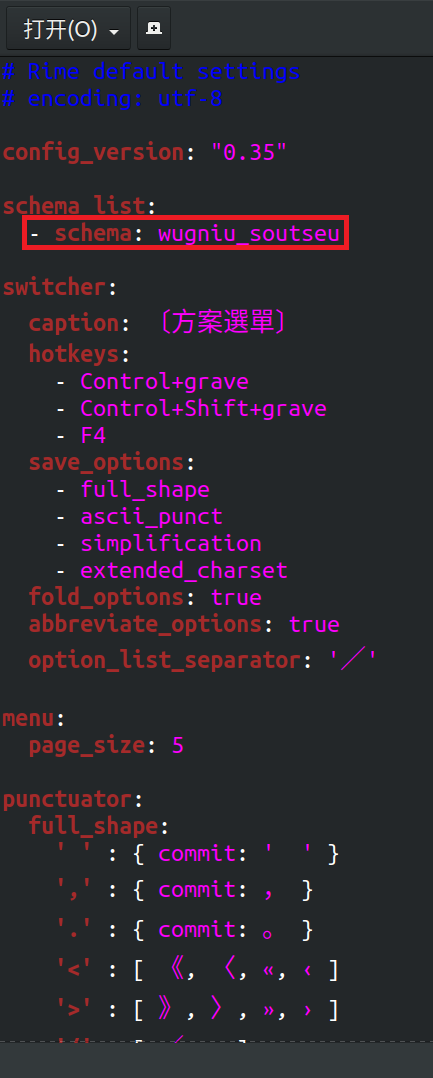 打开(O)
# Rime default settings
# encoding: utf-8
config_version: "0.35"
schema_list:
- schema: wugniu_soutseu
switcher:
caption: 〔方案選單〕
hotkeys:
- Control+grave
- Control+Shift+grave
- F4
save_options:
- full_shape
- ascii_punct
- simplification
- extended_charset
fold_options: true
abbreviate_options: true
option_list_separator: '／'
menu:
page_size: 5
punctuator:
full_shape:
' ' : { commit: '　' }
',' : { commit: ， }
'.' : { commit: 。 }
'<' : [ 《, 〈, «, ‹ ]
'>' : [ 》, 〉, », › ]